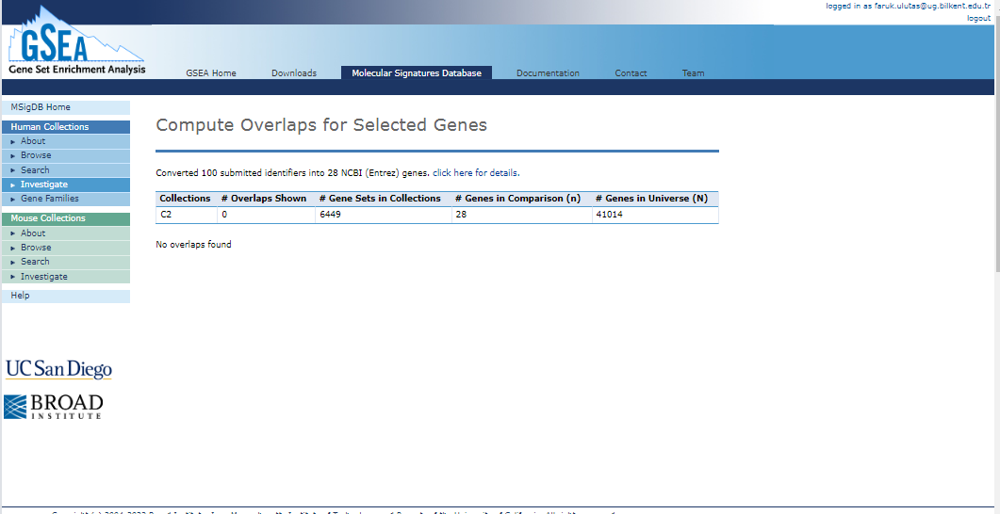 logged in as faruk.ulutas@ug.bilkent.edu.tr
logout
GSEA
Gene Set Enrichment Analysis
GSEA Home Downloads Molecular Signatures Database Documentation Contact Team
MSigDB Home
Human Collections
► About
► Browse
► Search
► Investigate
► Gene Families
Mouse Collections
► About
► Browse
► Search
► Investigate
Help
UC San Diego
BROAD
INSTITUTE
Compute Overlaps for Selected Genes
Converted 100 submitted identifiers into 28 NCBI (Entrez) genes. click here for details.
Collections # Overlaps Shown # Gene Sets in Collections # Genes in Comparison (n) # Genes in Universe (N)
C2 0 6449 28 41014
No overlaps found